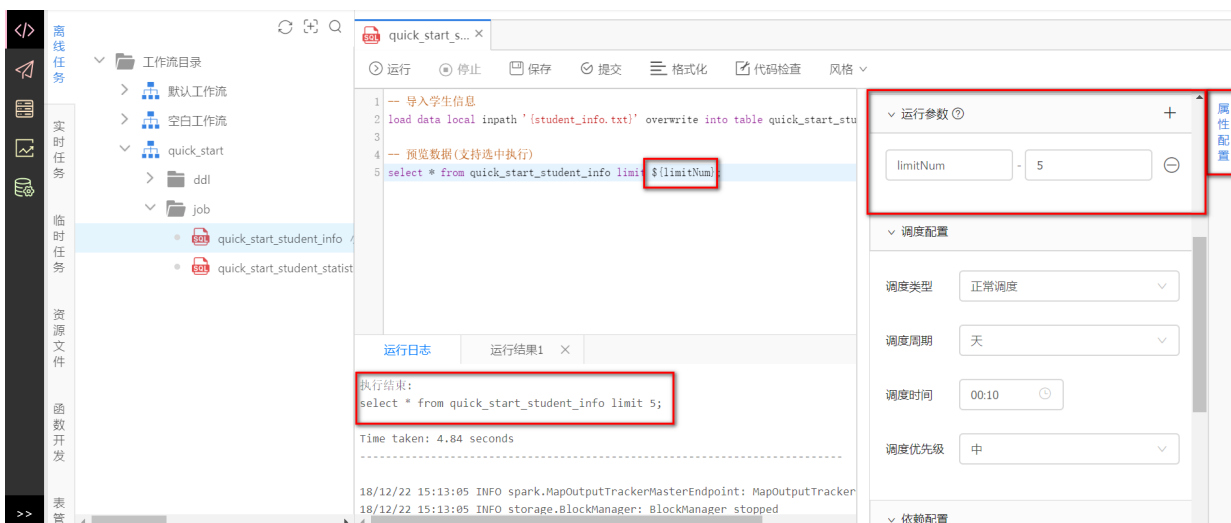 离线任务
实时任务
临时任务
资源文件
函数开发
表管
>>
工作流目录
默认工作流
空白工作流
quick_start
ddl
job
quick_start_student_info
quick_start_student_statist
quick_start_s... ×
运行 停止 保存 提交 格式化 代码检查 风格
1 -- 导入学生信息
2 load data local inpath '{student_info.txt}' overwrite into table quick_start_stu
3
4 -- 预览数据(支持选中执行)
5 select * from quick_start_student_info limit ${limitNum};
运行日志 运行结果1 ×
执行结束:
select * from quick_start_student_info limit 5;
Time taken: 4.84 seconds
18/12/22 15:13:05 INFO spark.MapOutputTrackerMasterEndpoint: MapOutputTracker
18/12/22 15:13:05 INFO storage.BlockManager: BlockManager stopped
运行参数
limitNum - 5
调度配置
调度类型 正常调度
调度周期 天
调度时间 00:10
调度优先级 中
依赖配置
属性配置